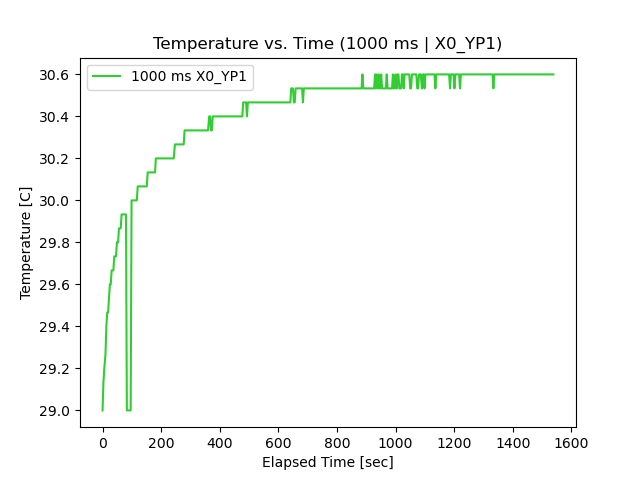 Temperature vs. Time (1000 ms | X0_YP1)
1000 ms X0_YP1
Temperature [C]
30.6
30.4
30.2
30.0
29.8
29.6
29.4
29.2
29.0
0 200 400 600 800 1000 1200 1400 1600
Elapsed Time [sec]